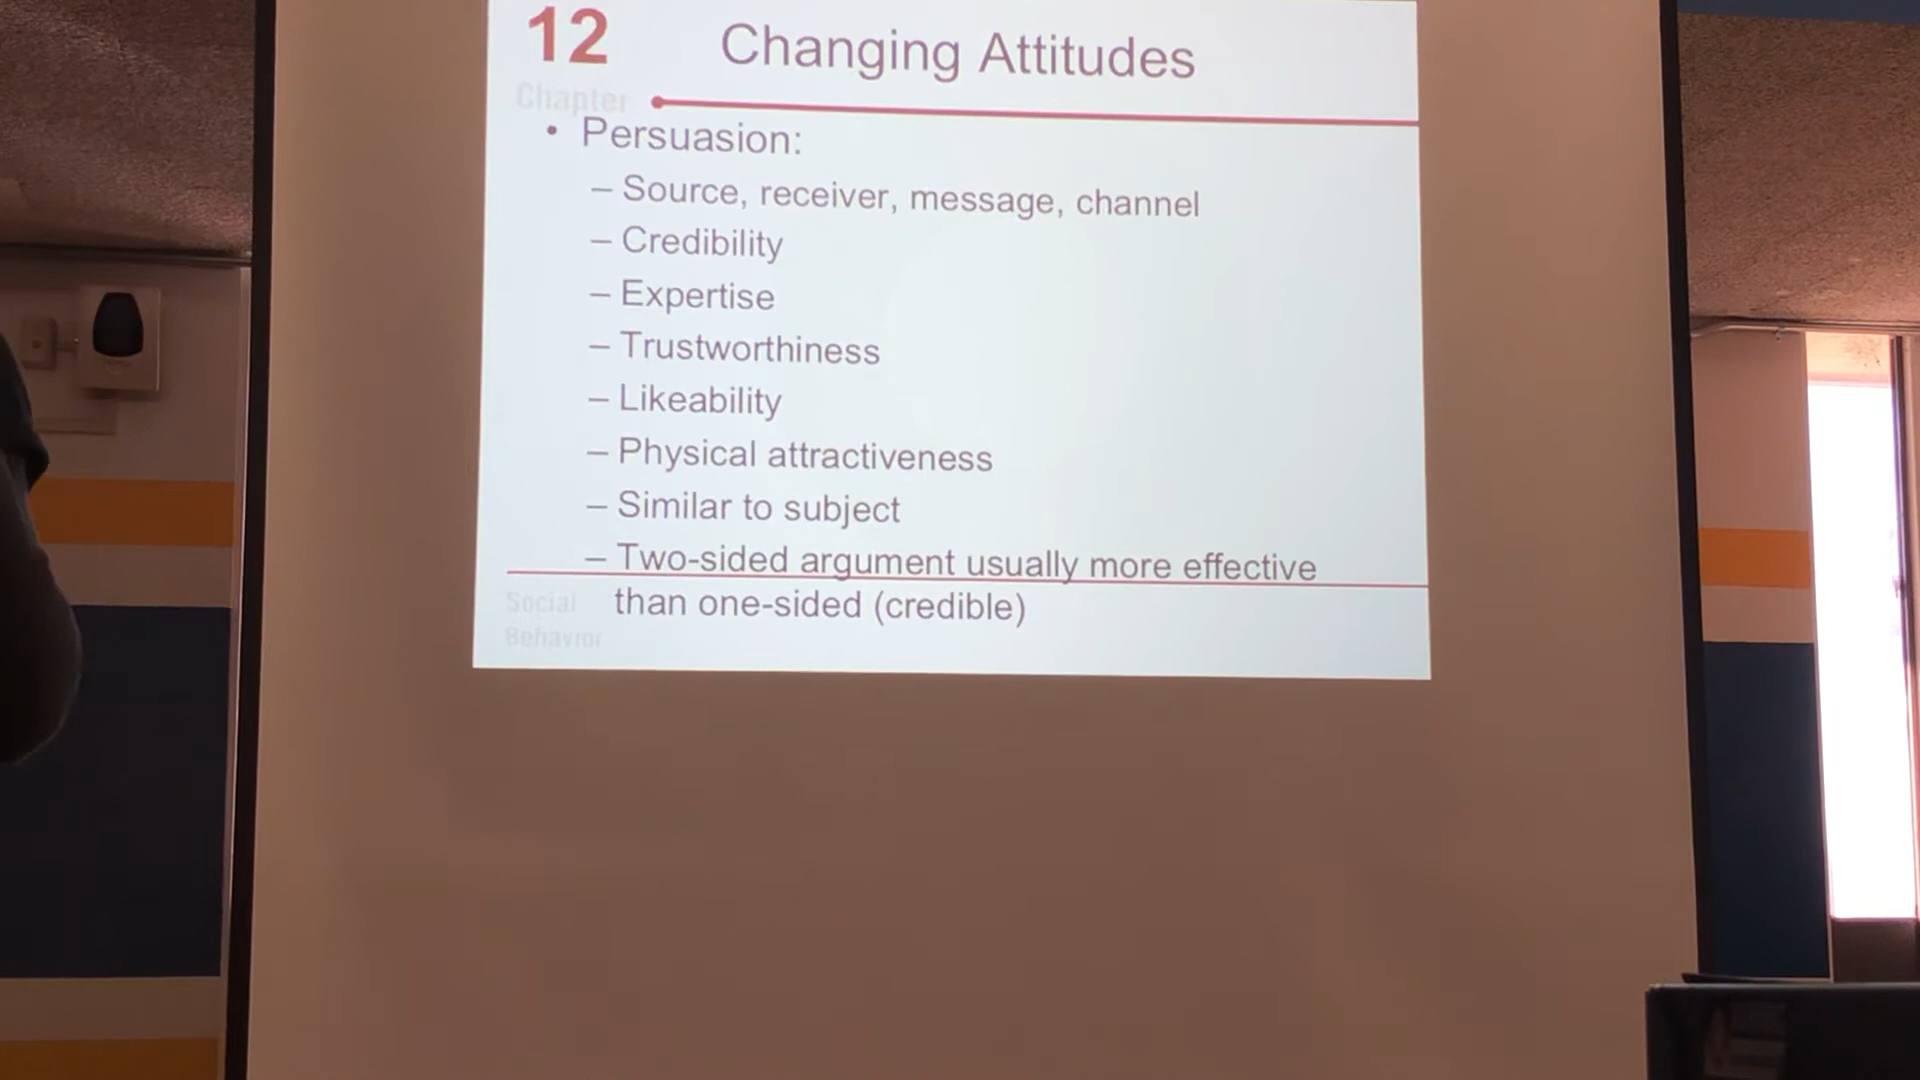 12 Changing Attitudes
Chapter
• Persuasion:
– Source, receiver, message, channel
– Credibility
– Expertise
– Trustworthiness
– Likeability
– Physical attractiveness
– Similar to subject
– Two-sided argument usually more effective
than one-sided (credible)
Social
Behavior